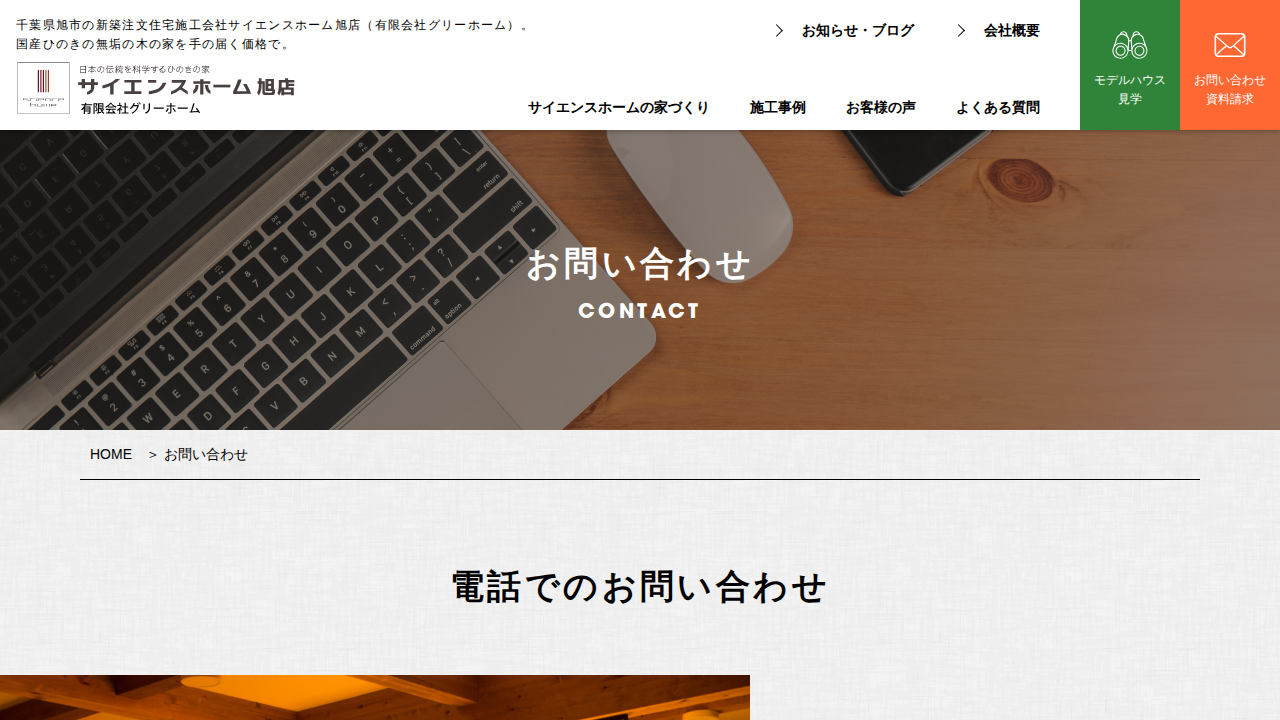 千葉県旭市の新築注文住宅施工会社サイエンスホーム旭店（有限会社グリーホーム）。
国産ひのきの無垢の木の家を手の届く価格で。
日本の伝統を科学するひのきの家
サイエンスホーム 旭店
有限会社グリーホーム
お知らせ・ブログ
会社概要
サイエンスホームの家づくり
施工事例
お客様の声
よくある質問
モデルハウス
見学
お問い合わせ
資料請求
お問い合わせ
CONTACT
HOME ＞ お問い合わせ
電話でのお問い合わせ